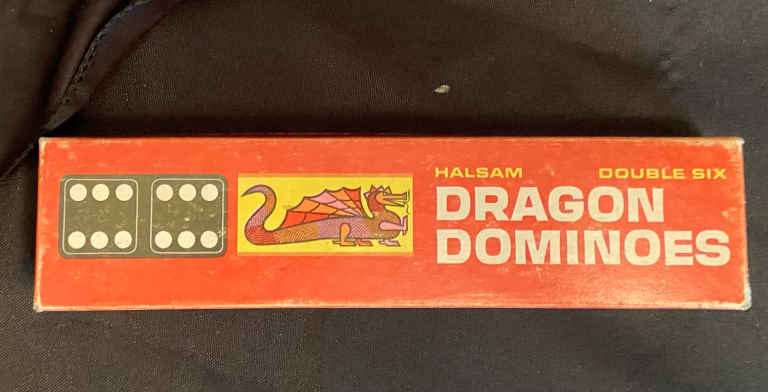 HALSAM DOUBLE SIX
DRAGON
DOMINOES